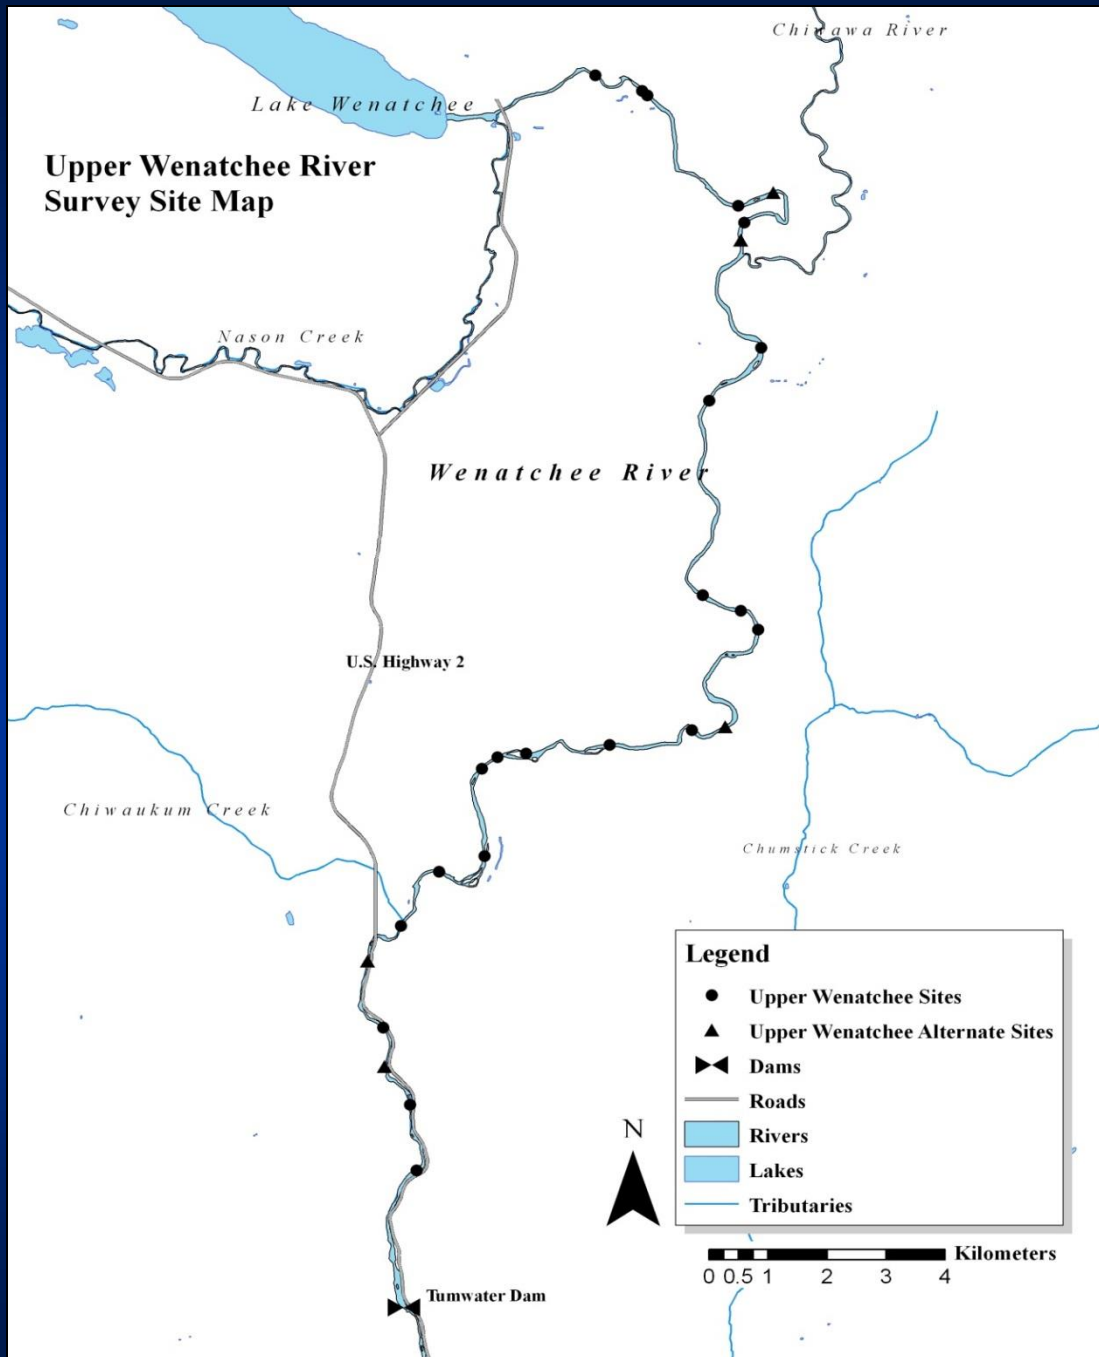 Chiwawa River
Lake Wenatchee
Upper Wenatchee River
Survey Site Map
Nason Creek
Wenatchee River
U.S. Highway 2
Chiwaukum Creek
Chumstick Creek
Legend
Upper Wenatchee Sites
Upper Wenatchee Alternate Sites
Dams
Roads
Rivers
Lakes
Tributaries
N
Kilometers
0 0.5 1 2 3 4
Tumwater Dam